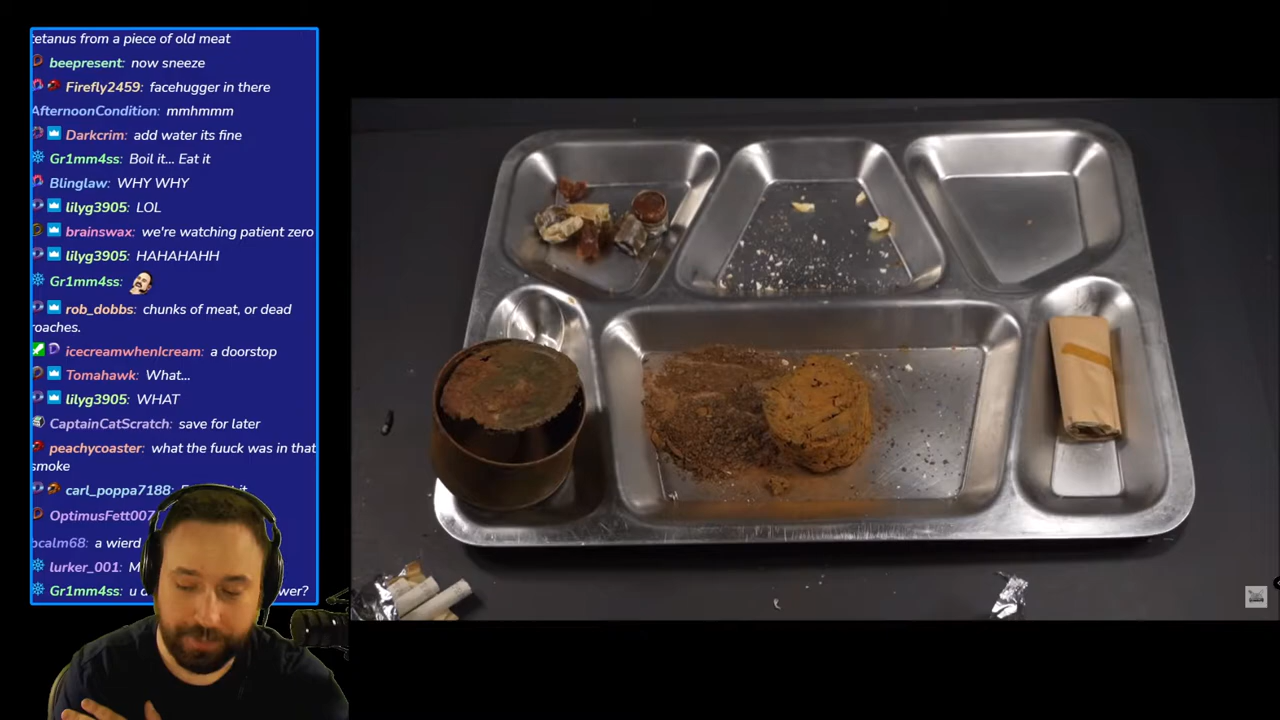 tetanus from a piece of old meat
beepresent: now sneeze
Firefly2459: facehugger in there
AfternoonCondition: mmhmmm
Darkcrim: add water its fine
Gr1mm4ss: Boil it... Eat it
Blinglaw: WHY WHY
lilyg3905: LOL
brainswax: we're watching patient zero
lilyg3905: HAHAHAHH
Gr1mm4ss:
rob_dobbs: chunks of meat, or dead
roaches.
icecreamwhenIcream: a doorstop
Tomahawk: What...
lilyg3905: WHAT
CaptainCatScratch: save for later
peachycoaster: what the fuuck was in that
smoke
carl_poppa7188:
OptimusFett007
a wierd
lurker_001:
Gr1mm4ss: u